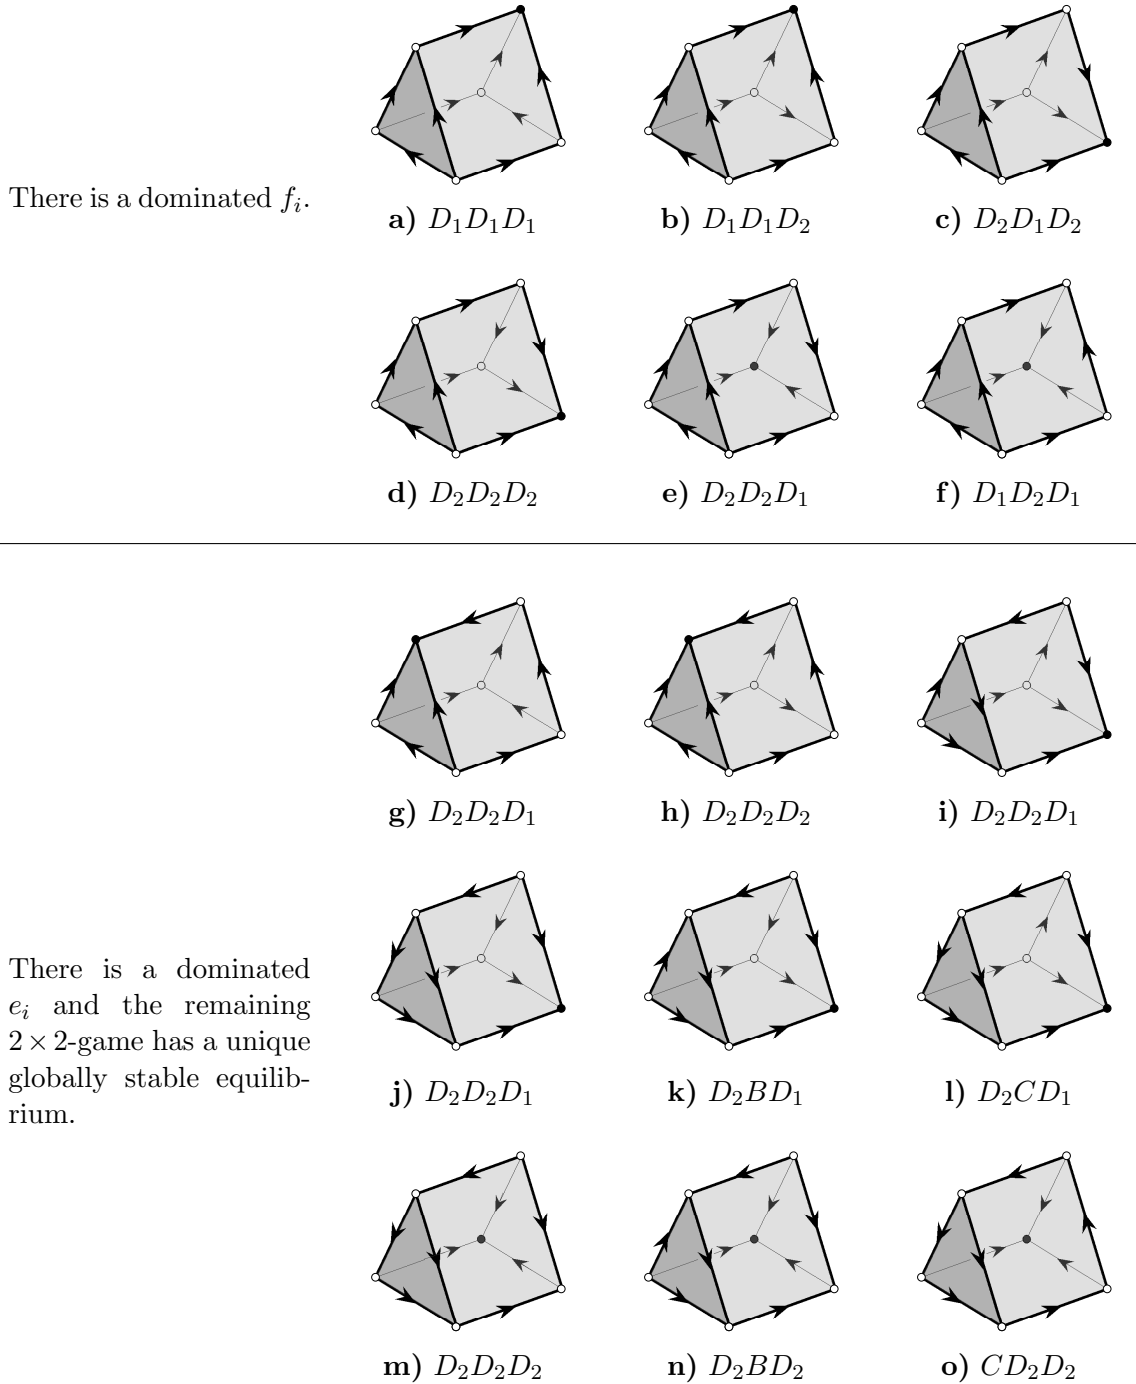 There is a dominated $f_i$.
a) $D_1D_1D_1$
b) $D_1D_1D_2$
c) $D_2D_1D_2$
d) $D_2D_2D_2$
e) $D_2D_2D_1$
f) $D_1D_2D_1$
g) $D_2D_2D_1$
h) $D_2D_2D_2$
i) $D_2D_2D_1$
There is a dominated
$e_i$ and the remaining
$2 \times 2$-game has a unique
globally stable equilib-
rium.
j) $D_2D_2D_1$
k) $D_2BD_1$
l) $D_2CD_1$
m) $D_2D_2D_2$
n) $D_2BD_2$
o) $CD_2D_2$